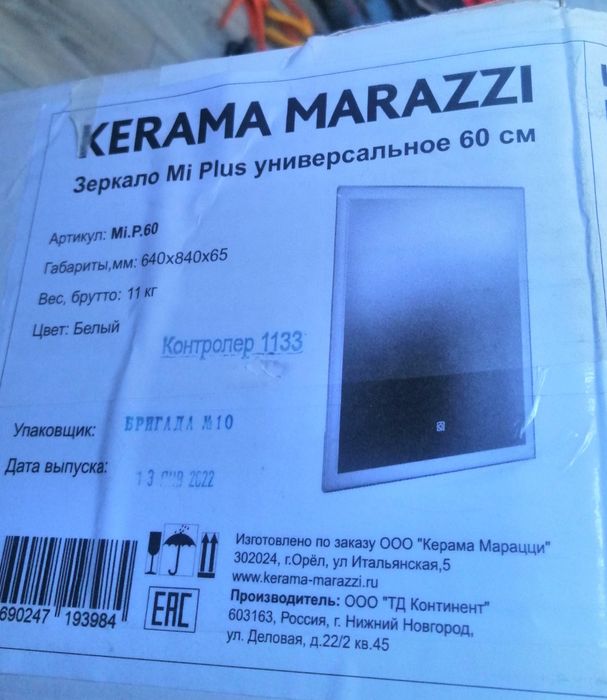 KERAMA MARAZZI
Зеркало Mi Plus универсальное 60 см
Артикул: Mi.P.60
Габариты,мм: 640x840x65
Вес, брутто: 11 кг
Цвет: Белый
Контролер 1133
Упаковщик: БРИГАДА №10
Дата выпуска: 13 ЯНВ 2022
Изготовлено по заказу ООО "Керама Марацци"
302024, г.Орёл, ул Итальянская,5
www.kerama-marazzi.ru
Производитель: ООО "ТД Континент"
603163, Россия, г. Нижний Новгород,
ул. Деловая, д.22/2 кв.45
EAC
690247 193984